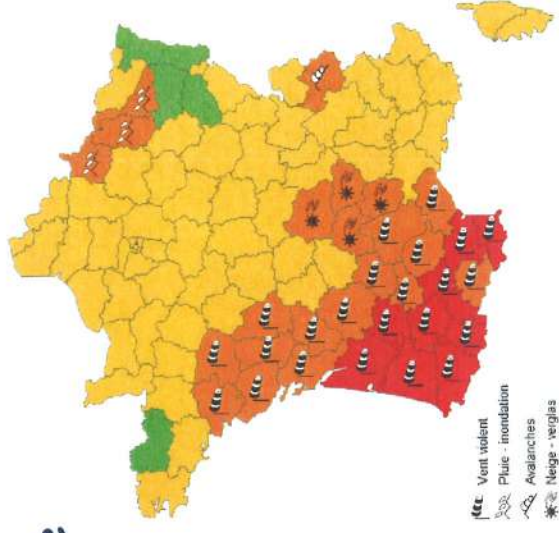 Vent violent
Pluie - inondation
Avalanches
Neige - verglas